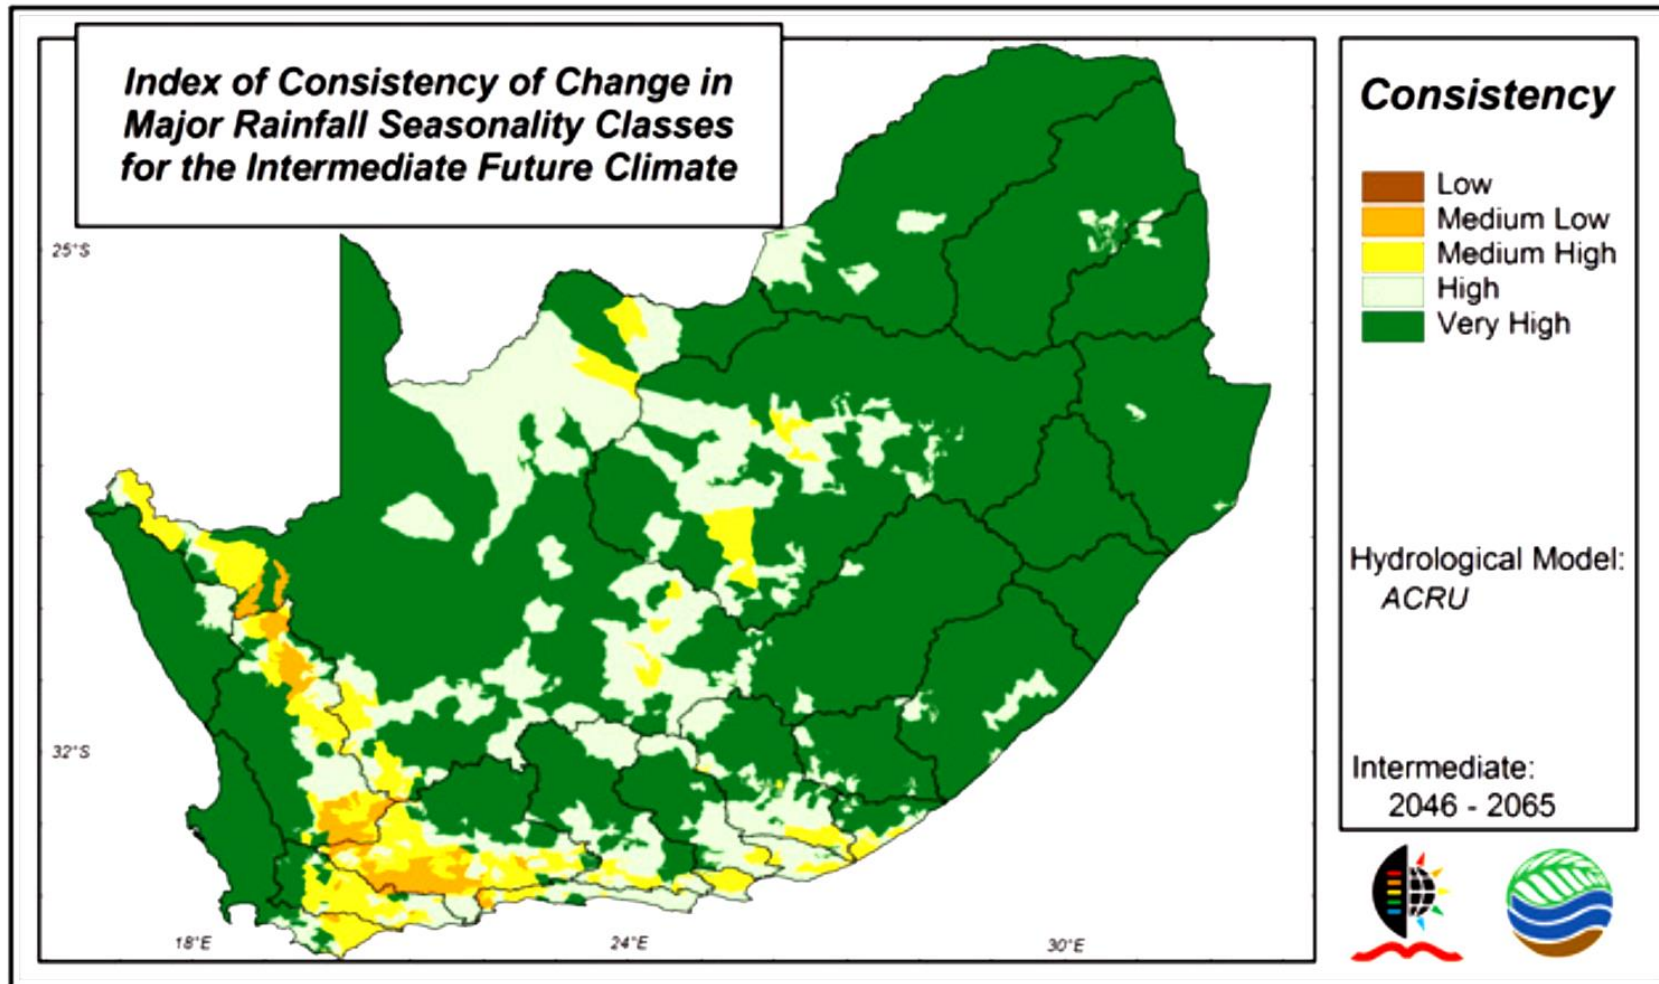 Index of Consistency of Change in
Major Rainfall Seasonality Classes
for the Intermediate Future Climate
Consistency
Low
Medium Low
Medium High
High
Very High
Hydrological Model:
ACRU
Intermediate:
2046 - 2065
25°S
32°S
18°E
24°E
30°E